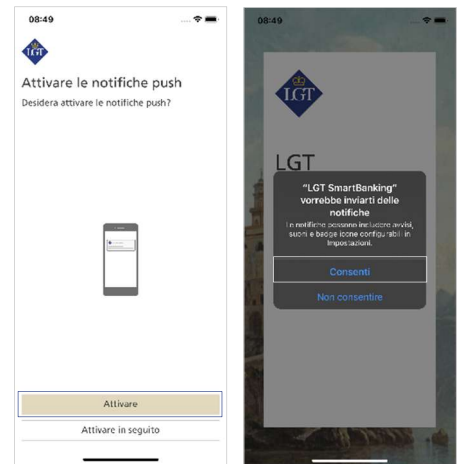 08:49
LGT
Attivare le notifiche push
Desidera attivare le notifiche push?
Attivare
Attivare in seguito
08:49
LGT
LGT
“LGT SmartBanking”
vorrebbe inviarti delle
notifiche
Le notifiche possono includere avvisi,
suoni e badge icone configurabili in
Impostazioni.
Consenti
Non consentire